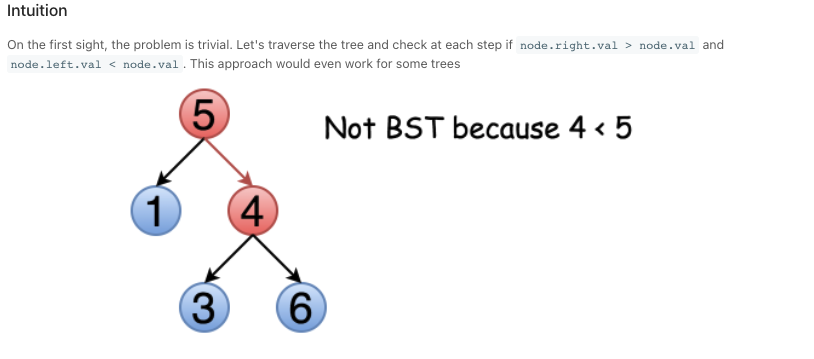 Intuition
On the first sight, the problem is trivial. Let's traverse the tree and check at each step if node.right.val > node.val and
node.left.val < node.val . This approach would even work for some trees
5
Not BST because 4 < 5
1
4
3
6